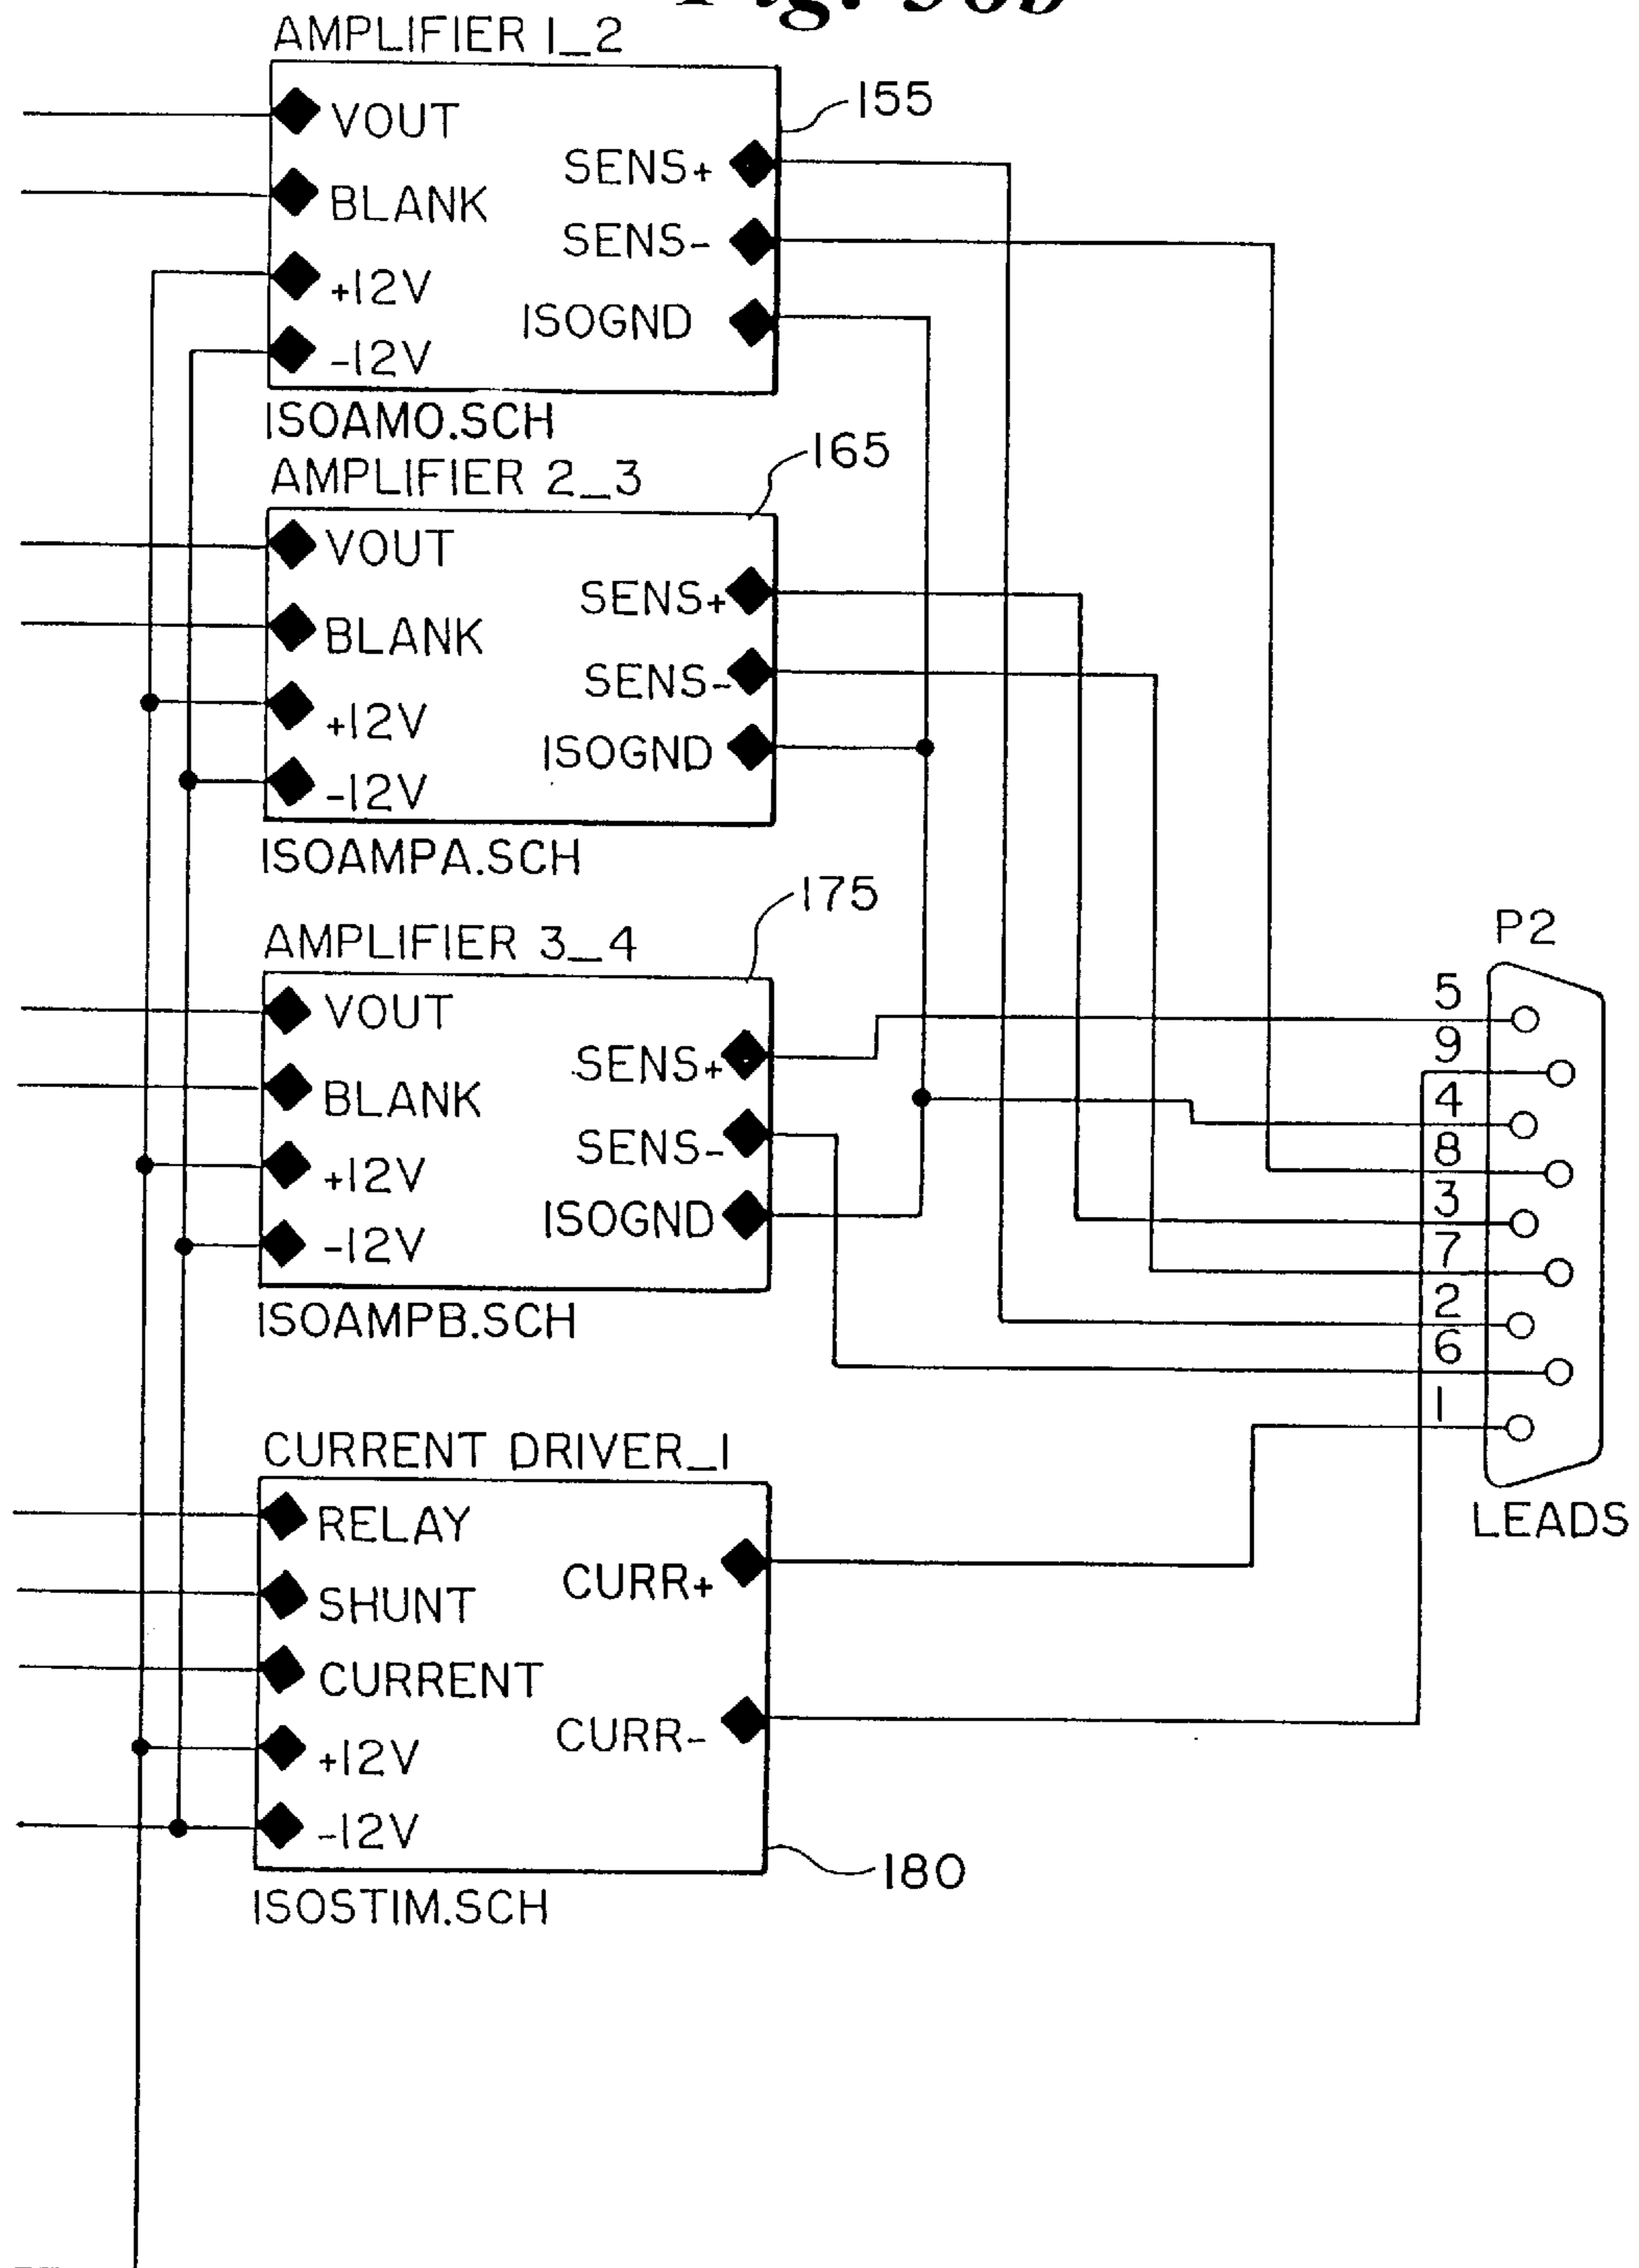 AMPLIFIER 1_2
155
VOUT
BLANK
+12V
-12V
SENS+
SENS-
ISOGND
ISOAMO.SCH
AMPLIFIER 2_3
165
VOUT
BLANK
+12V
-12V
SENS+
SENS-
ISOGND
ISOAMPA.SCH
AMPLIFIER 3_4
175
VOUT
BLANK
+12V
-12V
SENS+
SENS-
ISOGND
ISOAMPB.SCH
P2
5
9
4
8
3
7
2
6
1
LEADS
CURRENT DRIVER_1
RELAY
SHUNT
CURRENT
+12V
-12V
CURR+
CURR-
180
ISOSTIM.SCH